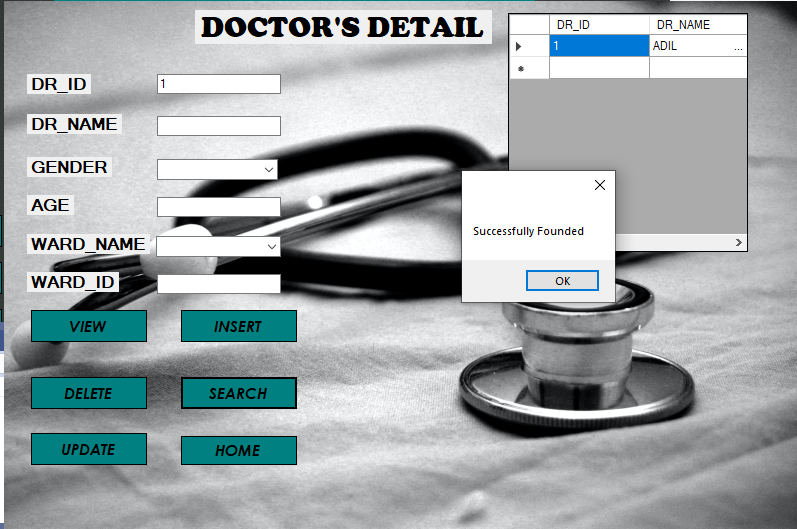 DOCTOR'S DETAIL
DR_ID DR_NAME
1 ADIL ...
DR_ID 1
DR_NAME
GENDER
AGE
WARD_NAME
WARD_ID
Successfully Founded
OK
VIEW INSERT
DELETE SEARCH
UPDATE HOME